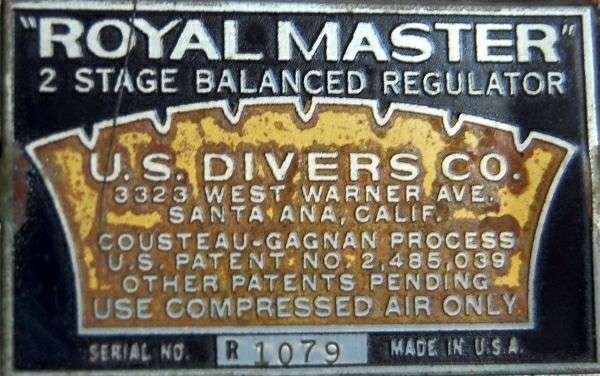 "ROYAL MASTER"
2 STAGE BALANCED REGULATOR
U.S. DIVERS CO.
3323 WEST WARNER AVE.
SANTA ANA, CALIF.
COUSTEAU-GAGNAN PROCESS
U.S. PATENT NO. 2,485,039
OTHER PATENTS PENDING
USE COMPRESSED AIR ONLY
SERIAL NO. R 1079 MADE IN U.S.A.